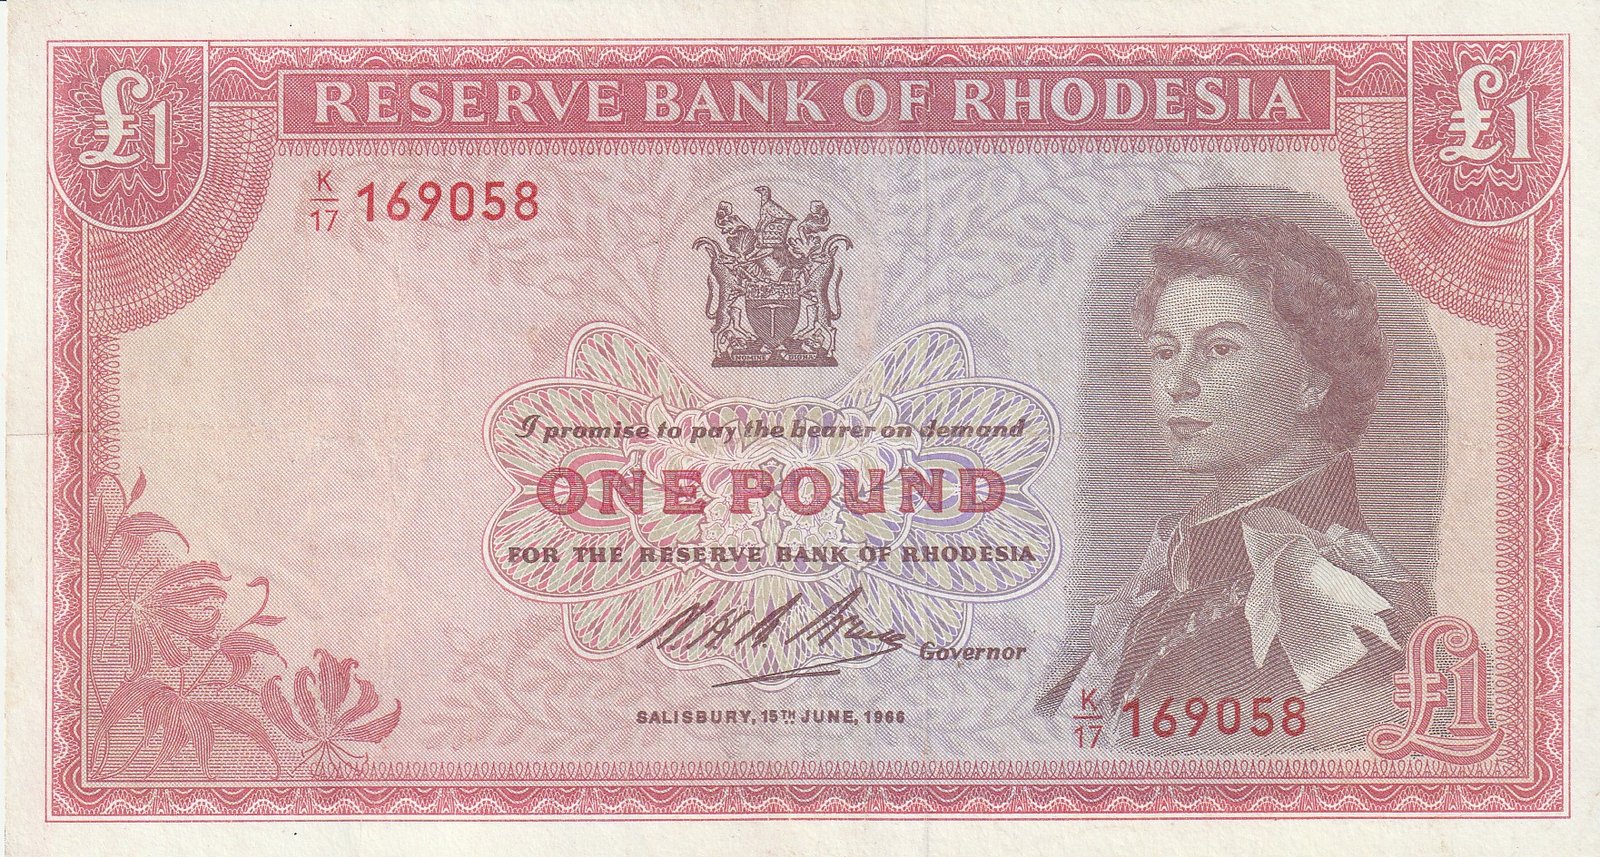 £1
RESERVE BANK OF RHODESIA
£1
K/17 169058
I promise to pay the bearer on demand
ONE POUND
FOR THE RESERVE BANK OF RHODESIA
Governor
SALISBURY, 15TH JUNE, 1966
K/17 169058
£1